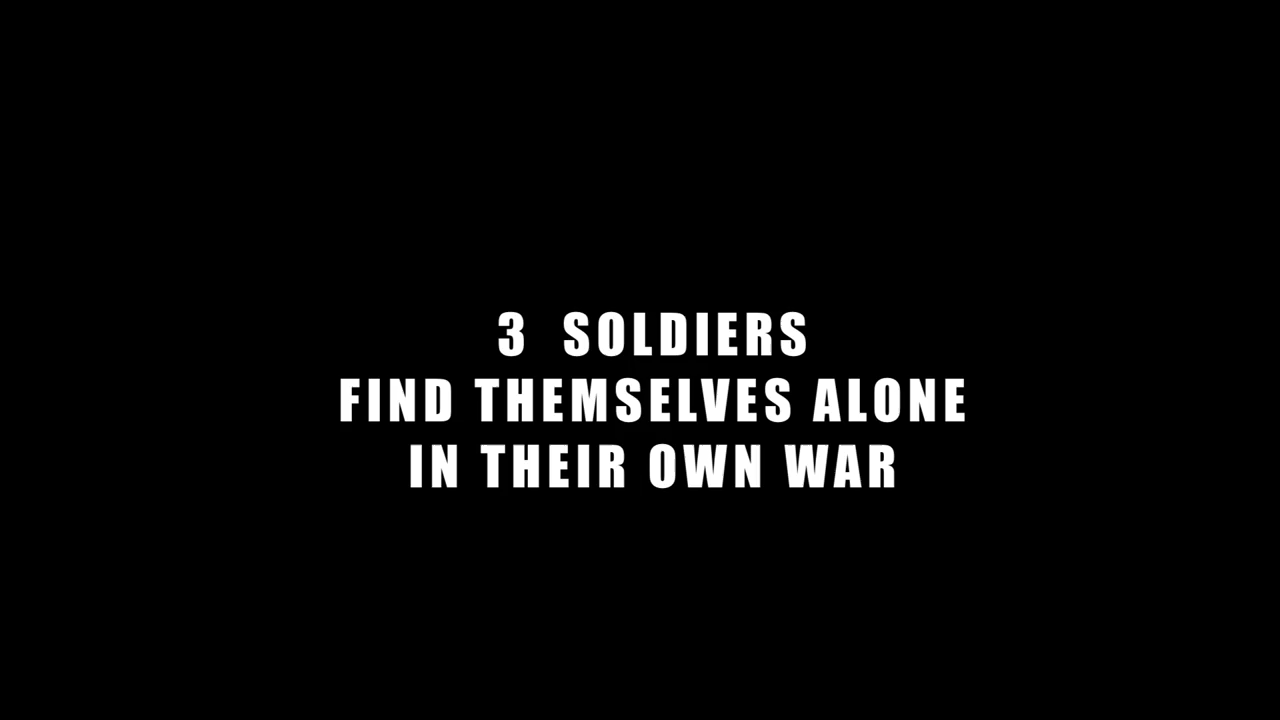 3 SOLDIERS
FIND THEMSELVES ALONE
IN THEIR OWN WAR